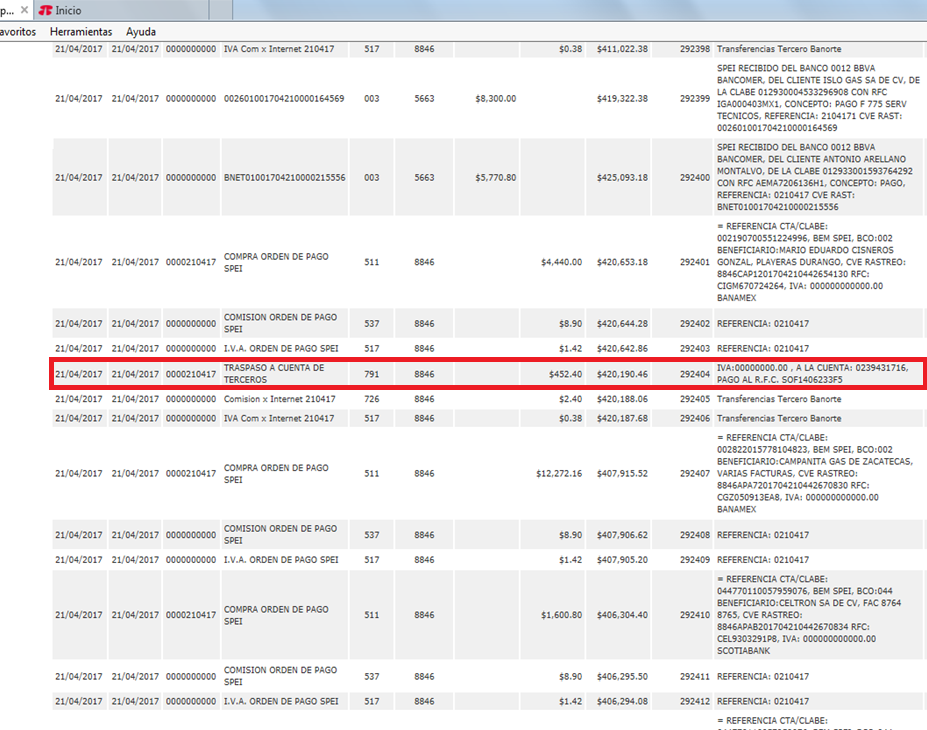 p... × Inicio
avoritos Herramientas Ayuda
21/04/2017 21/04/2017 0000000000 IVA Com x Internet 210417 517 8846 $0.38 $411,022.38 292398 Transferencias Tercero Banorte
SPEI RECIBIDO DEL BANCO 0012 BBVA
BANCOMER, DEL CLIENTE ISLO GAS SA DE CV, DE
21/04/2017 21/04/2017 0000000000 002601001704210000164569 003 5663 $8,300.00 $419,322.38 292399 LA CLABE 012930004533296908 CON RFC
IGA000403MX1, CONCEPTO: PAGO F 775 SERV
TECNICOS, REFERENCIA: 2104171 CVE RAST:
002601001704210000164569
SPEI RECIBIDO DEL BANCO 0012 BBVA
BANCOMER, DEL CLIENTE ANTONIO ARELLANO
21/04/2017 21/04/2017 0000000000 BNET01001704210000215556 003 5663 $5,770.80 $425,093.18 292400 MONTALVO, DE LA CLABE 012933001593764292
CON RFC AEMA7206136H1, CONCEPTO: PAGO,
REFERENCIA: 0210417 CVE RAST:
BNET01001704210000215556
= REFERENCIA CTA/CLABE:
002190700551224996, BEM SPEI, BCO:002
BENEFICIARIO:MARIO EDUARDO CISNEROS
21/04/2017 21/04/2017 0000210417 COMPRA ORDEN DE PAGO SPEI 511 8846 $4,440.00 $420,653.18 292401 GONZAL, PLAYERAS DURANGO, CVE RASTREO:
8846CAP1201704210442654130 RFC:
CIGM670724264, IVA: 000000000000.00
BANAMEX
21/04/2017 21/04/2017 0000000000 COMISION ORDEN DE PAGO SPEI 537 8846 $8.90 $420,644.28 292402 REFERENCIA: 0210417
21/04/2017 21/04/2017 0000000000 I.V.A. ORDEN DE PAGO SPEI 517 8846 $1.42 $420,642.86 292403 REFERENCIA: 0210417
21/04/2017 21/04/2017 0000210417 TRASPASO A CUENTA DE TERCEROS 791 8846 $452.40 $420,190.46 292404 IVA:00000000.00 , A LA CUENTA: 0239431716,
PAGO AL R.F.C. SOF1406233F5
21/04/2017 21/04/2017 0000000000 Comision x Internet 210417 726 8846 $2.40 $420,188.06 292405 Transferencias Tercero Banorte
21/04/2017 21/04/2017 0000000000 IVA Com x Internet 210417 517 8846 $0.38 $420,187.68 292406 Transferencias Tercero Banorte
= REFERENCIA CTA/CLABE:
002822015778104823, BEM SPEI, BCO:002
BENEFICIARIO:CAMPANITA GAS DE ZACATECAS,
21/04/2017 21/04/2017 0000210417 COMPRA ORDEN DE PAGO SPEI 511 8846 $12,272.16 $407,915.52 292407 VARIAS FACTURAS, CVE RASTREO:
8846APA7201704210442670830 RFC:
CGZ050913EA8, IVA: 000000000000.00
BANAMEX
21/04/2017 21/04/2017 0000000000 COMISION ORDEN DE PAGO SPEI 537 8846 $8.90 $407,906.62 292408 REFERENCIA: 0210417
21/04/2017 21/04/2017 0000000000 I.V.A. ORDEN DE PAGO SPEI 517 8846 $1.42 $407,905.20 292409 REFERENCIA: 0210417
= REFERENCIA CTA/CLABE:
044770110057959076, BEM SPEI, BCO:044
BENEFICIARIO:CELTRON SA DE CV, FAC 8764
21/04/2017 21/04/2017 0000210417 COMPRA ORDEN DE PAGO SPEI 511 8846 $1,600.80 $406,304.40 292410 8765, CVE RASTREO:
8846APAB201704210442670834 RFC:
CEL9303291P8, IVA: 000000000000.00
SCOTIABANK
21/04/2017 21/04/2017 0000000000 COMISION ORDEN DE PAGO SPEI 537 8846 $8.90 $406,295.50 292411 REFERENCIA: 0210417
21/04/2017 21/04/2017 0000000000 I.V.A. ORDEN DE PAGO SPEI 517 8846 $1.42 $406,294.08 292412 REFERENCIA: 0210417
= REFERENCIA CTA/CLABE: